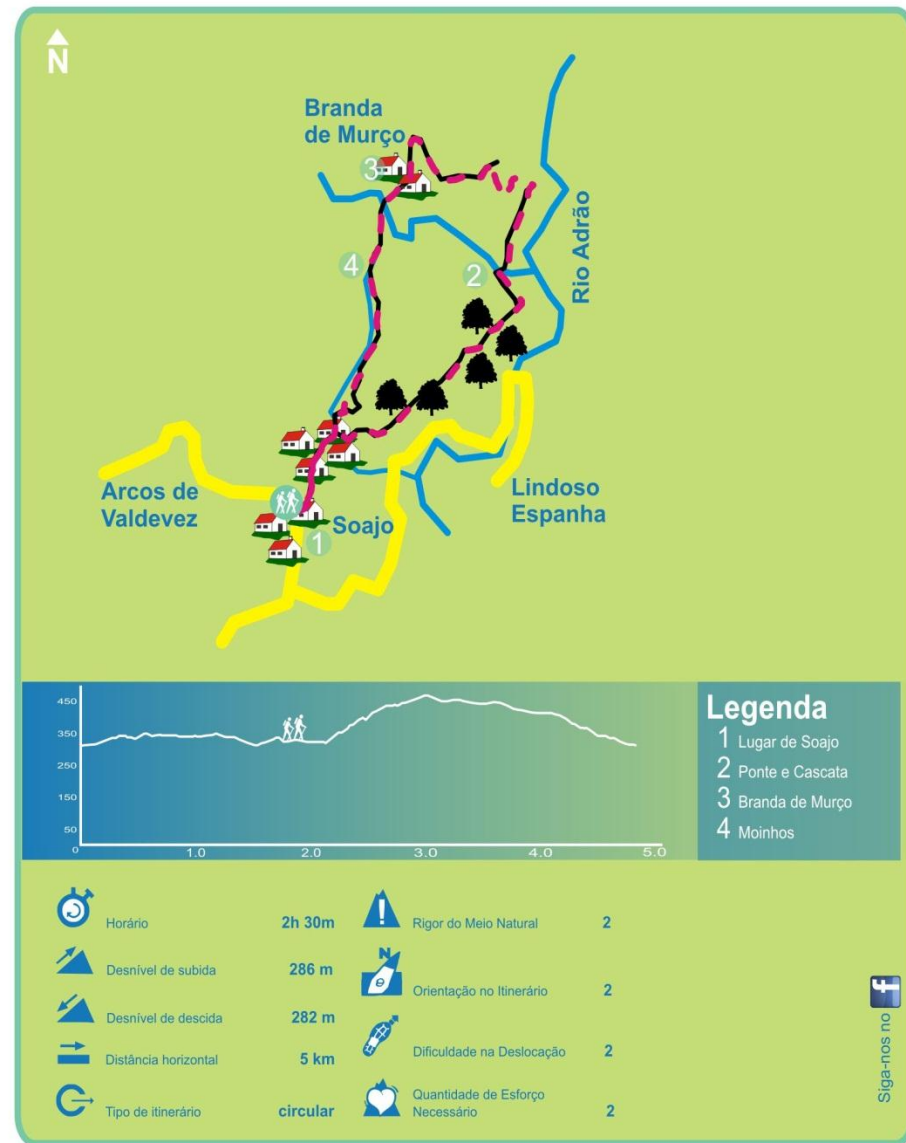 N
Branda
de Murço
3
4
2
Rio Adrão
Arcos de
Valdevez
Soajo
1
Lindoso
Espanha
450
350
250
150
50
0
1.0
2.0
3.0
4.0
5.0
Legenda
1 Lugar de Soajo
2 Ponte e Cascata
3 Branda de Murço
4 Moinhos
Horário 2h 30m
Desnível de subida 286 m
Desnível de descida 282 m
Distância horizontal 5 km
Tipo de itinerário circular
Rigor do Meio Natural 2
N
e
Orientação no Itinerário 2
Dificuldade na Deslocação 2
Quantidade de Esforço
Necessário 2
Siga-nos no f